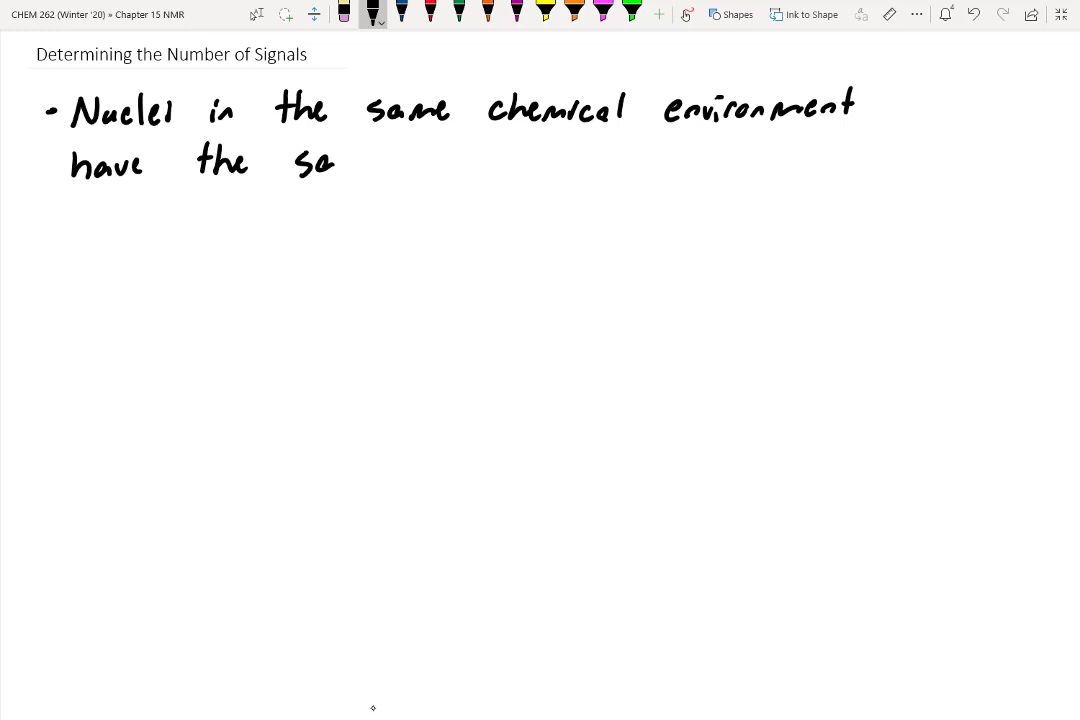 CHEM 262 (Winter '20) » Chapter 15 NMR
Shapes
Ink to Shape
Determining the Number of Signals
• Nuclei in the same chemical environment
have the sa